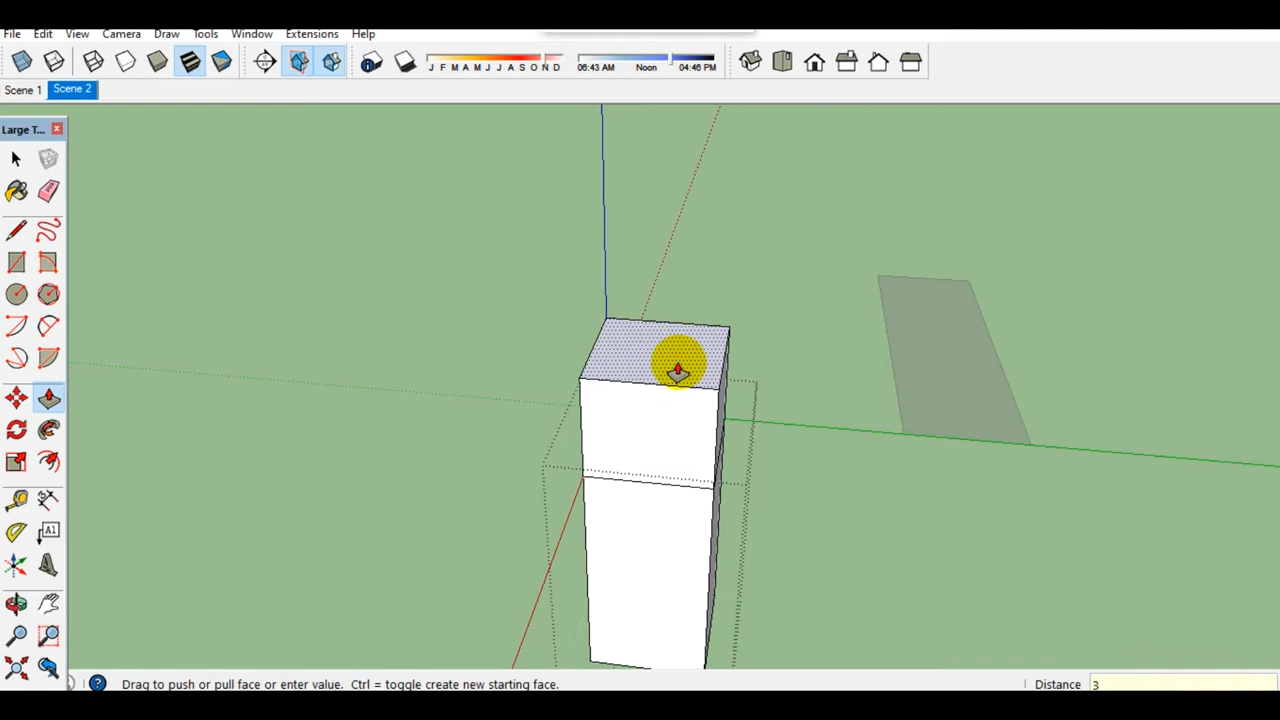 File Edit View Camera Draw Tools Window Extensions Help
J F M A M J J A S O N D 06:43 AM Noon 04:46 PM
Scene 1 Scene 2
Large T...
A1
Drag to push or pull face or enter value. Ctrl = toggle create new starting face. Distance 3